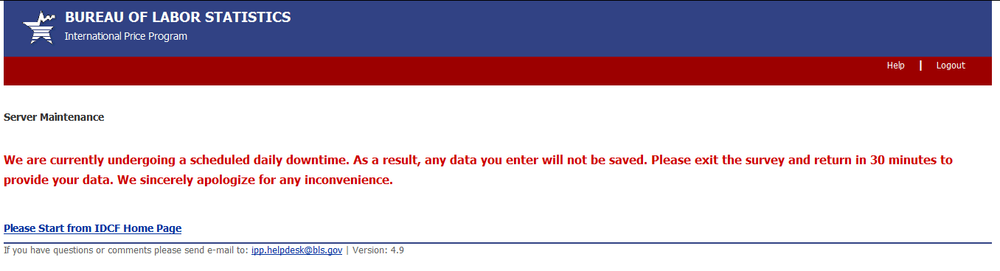 BUREAU OF LABOR STATISTICS
International Price Program
Help | Logout
Server Maintenance
We are currently undergoing a scheduled daily downtime. As a result, any data you enter will not be saved. Please exit the survey and return in 30 minutes to
provide your data. We sincerely apologize for any inconvenience.
Please Start from IDCF Home Page
If you have questions or comments please send e-mail to: ipp.helpdesk@bls.gov | Version: 4.9